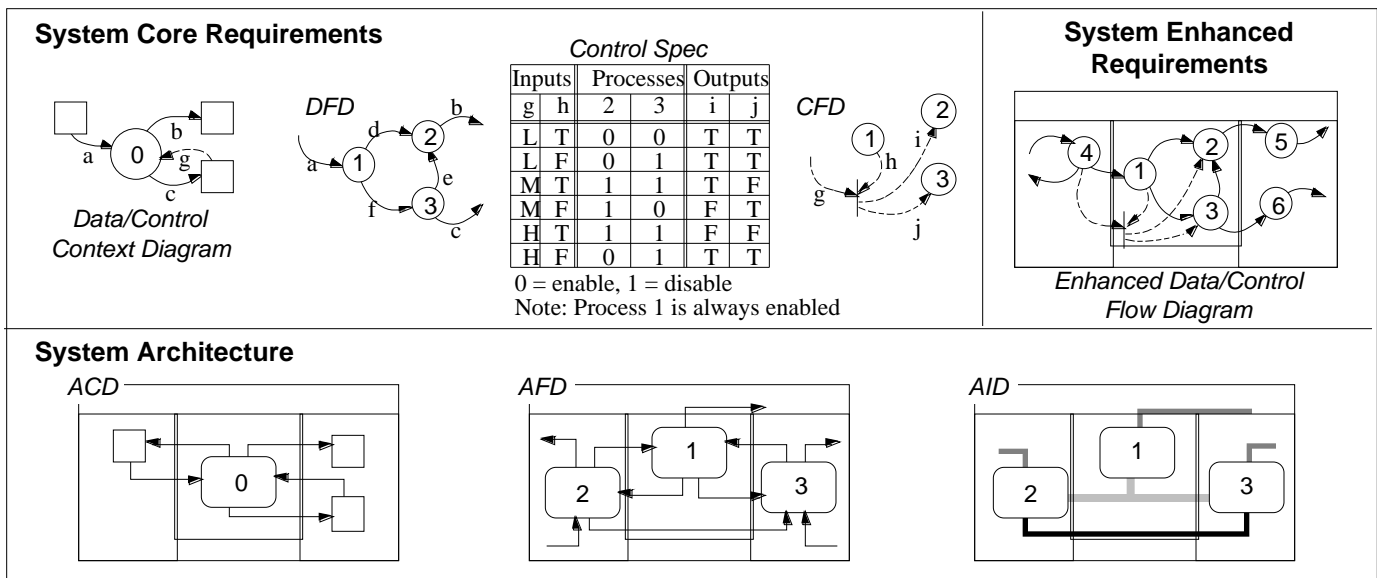 System Core Requirements
a
0
b
g
c
Data/Control
Context Diagram
DFD
a
1
d
2
b
e
f
3
c
Control Spec
Inputs Processes Outputs
g h 2 3 i j
L T 0 0 T T
L F 0 1 T T
M T 1 1 T F
M F 1 0 F T
H T 1 1 F F
H F 0 1 T T
0 = enable, 1 = disable
Note: Process 1 is always enabled
CFD
1
2
i
h
3
g
j
System Enhanced
Requirements
4
1
2
5
3
6
Enhanced Data/Control
Flow Diagram
System Architecture
ACD
0
AFD
1
2
3
AID
1
2
3